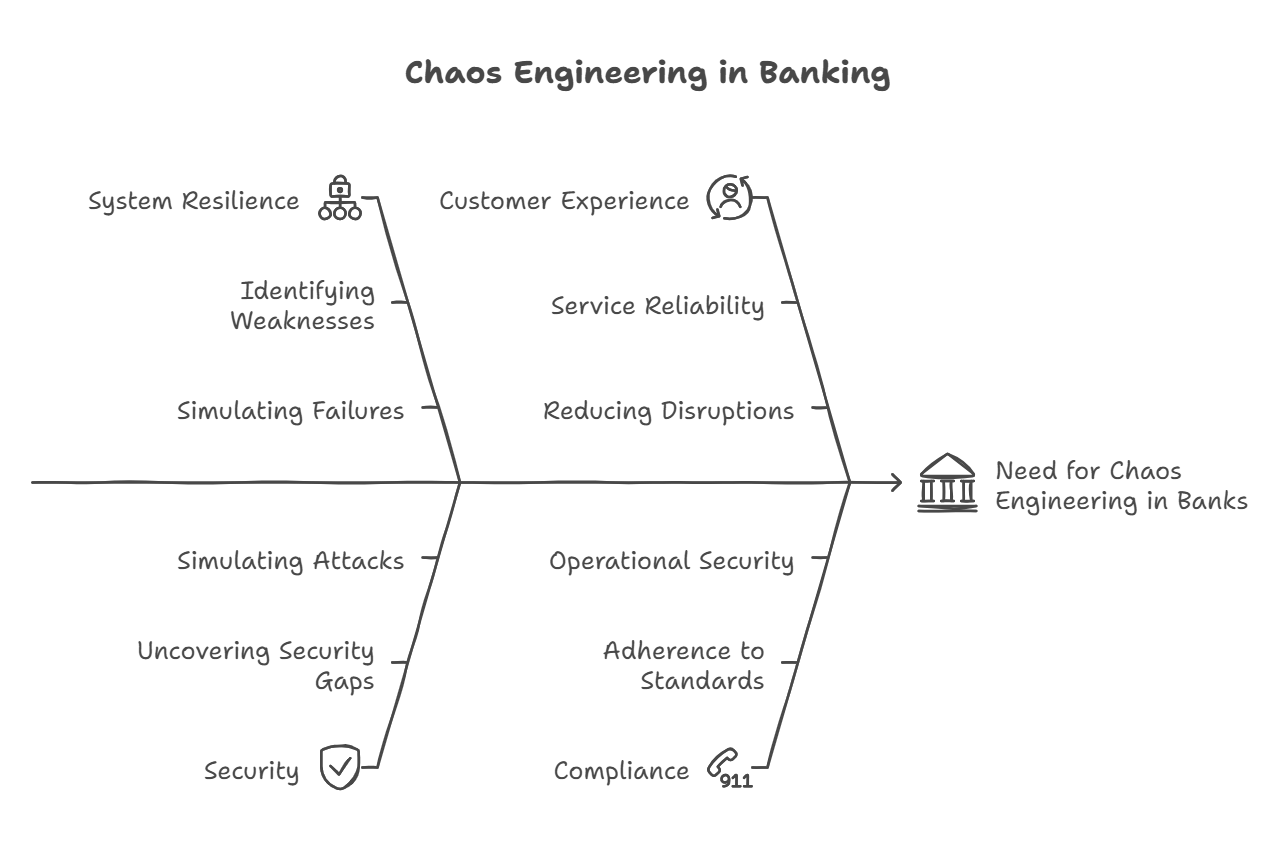 Chaos Engineering in Banking
System Resilience
Customer Experience
Identifying
Weaknesses
Service Reliability
Simulating Failures
Reducing Disruptions
Need for Chaos
Engineering in Banks
Simulating Attacks
Operational Security
Uncovering Security
Gaps
Adherence to
Standards
Security
Compliance
911